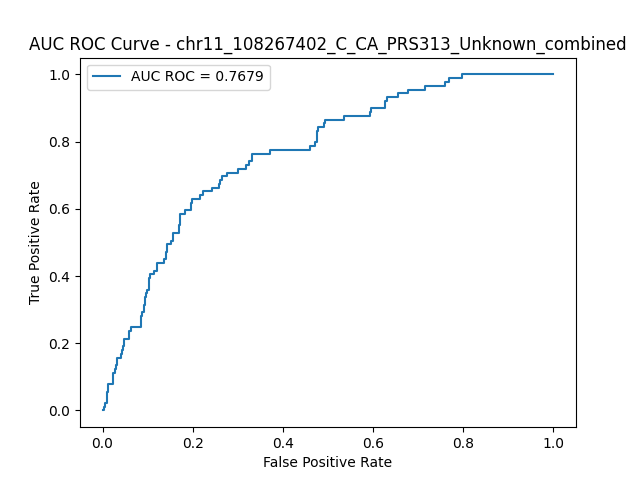 AUC ROC Curve - chr11_108267402_C_CA_PRS313_Unknown_combined
AUC ROC = 0.7679
1.0
0.8
0.6
0.4
0.2
0.0
True Positive Rate
0.0 0.2 0.4 0.6 0.8 1.0
False Positive Rate